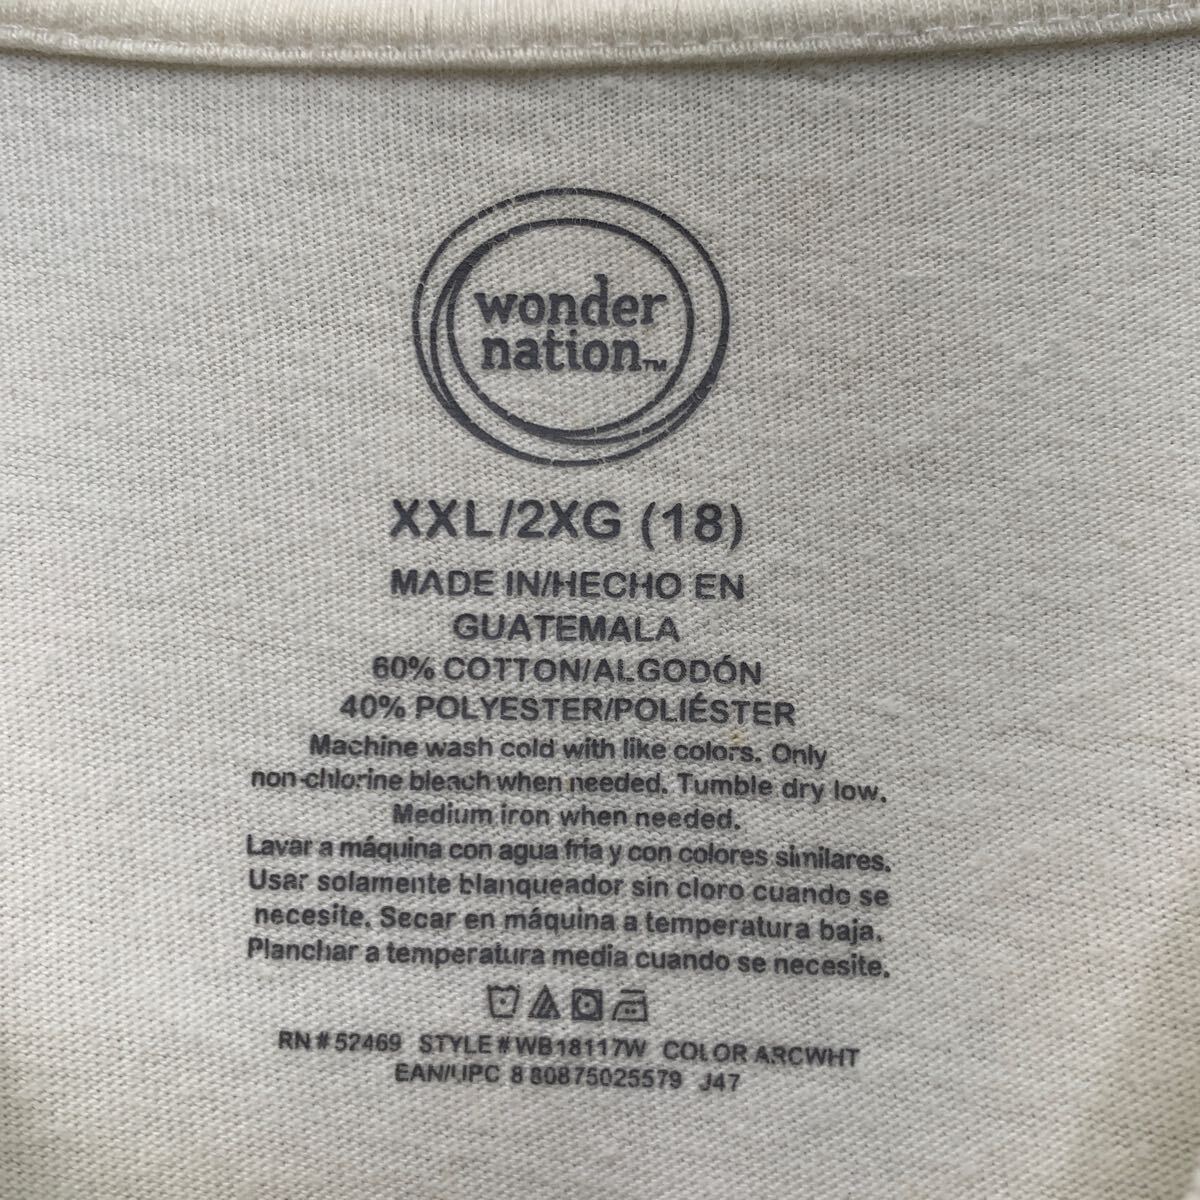 wonder
nation™
XXL/2XG (18)
MADE IN/HECHO EN
GUATEMALA
60% COTTON/ALGODÓN
40% POLYESTER/POLIÉSTER
Machine wash cold with like colors. Only
non-chlorine bleach when needed. Tumble dry low.
Medium iron when needed.
Lavar a máquina con agua fría y con colores similares.
Usar solamente blanqueador sin cloro cuando se
necesite. Secar en máquina a temperatura baja.
Planchar a temperatura media cuando se necesite.
RN # 52469 STYLE # WB18117W COLOR ARCWHT
EAN/UPC 8 80875025579 J47